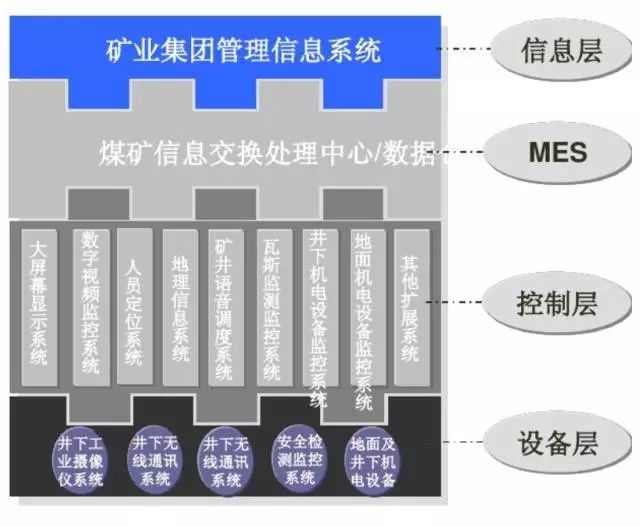 矿业集团管理信息系统
信息层
煤矿信息交换处理中心/数据
MES
大屏幕显示系统
数字视频监控系统
人员定位系统
地理信息系统
矿井语音调度系统
瓦斯监测监控系统
井下机电设备监控系统
地面机电设备监控系统
其他扩展系统
控制层
井下工
业摄像
仪系统
井下无
线通讯
系统
井下无
线通讯
系统
安全检
测监控
系统
地面及
井下机
电设备
设备层